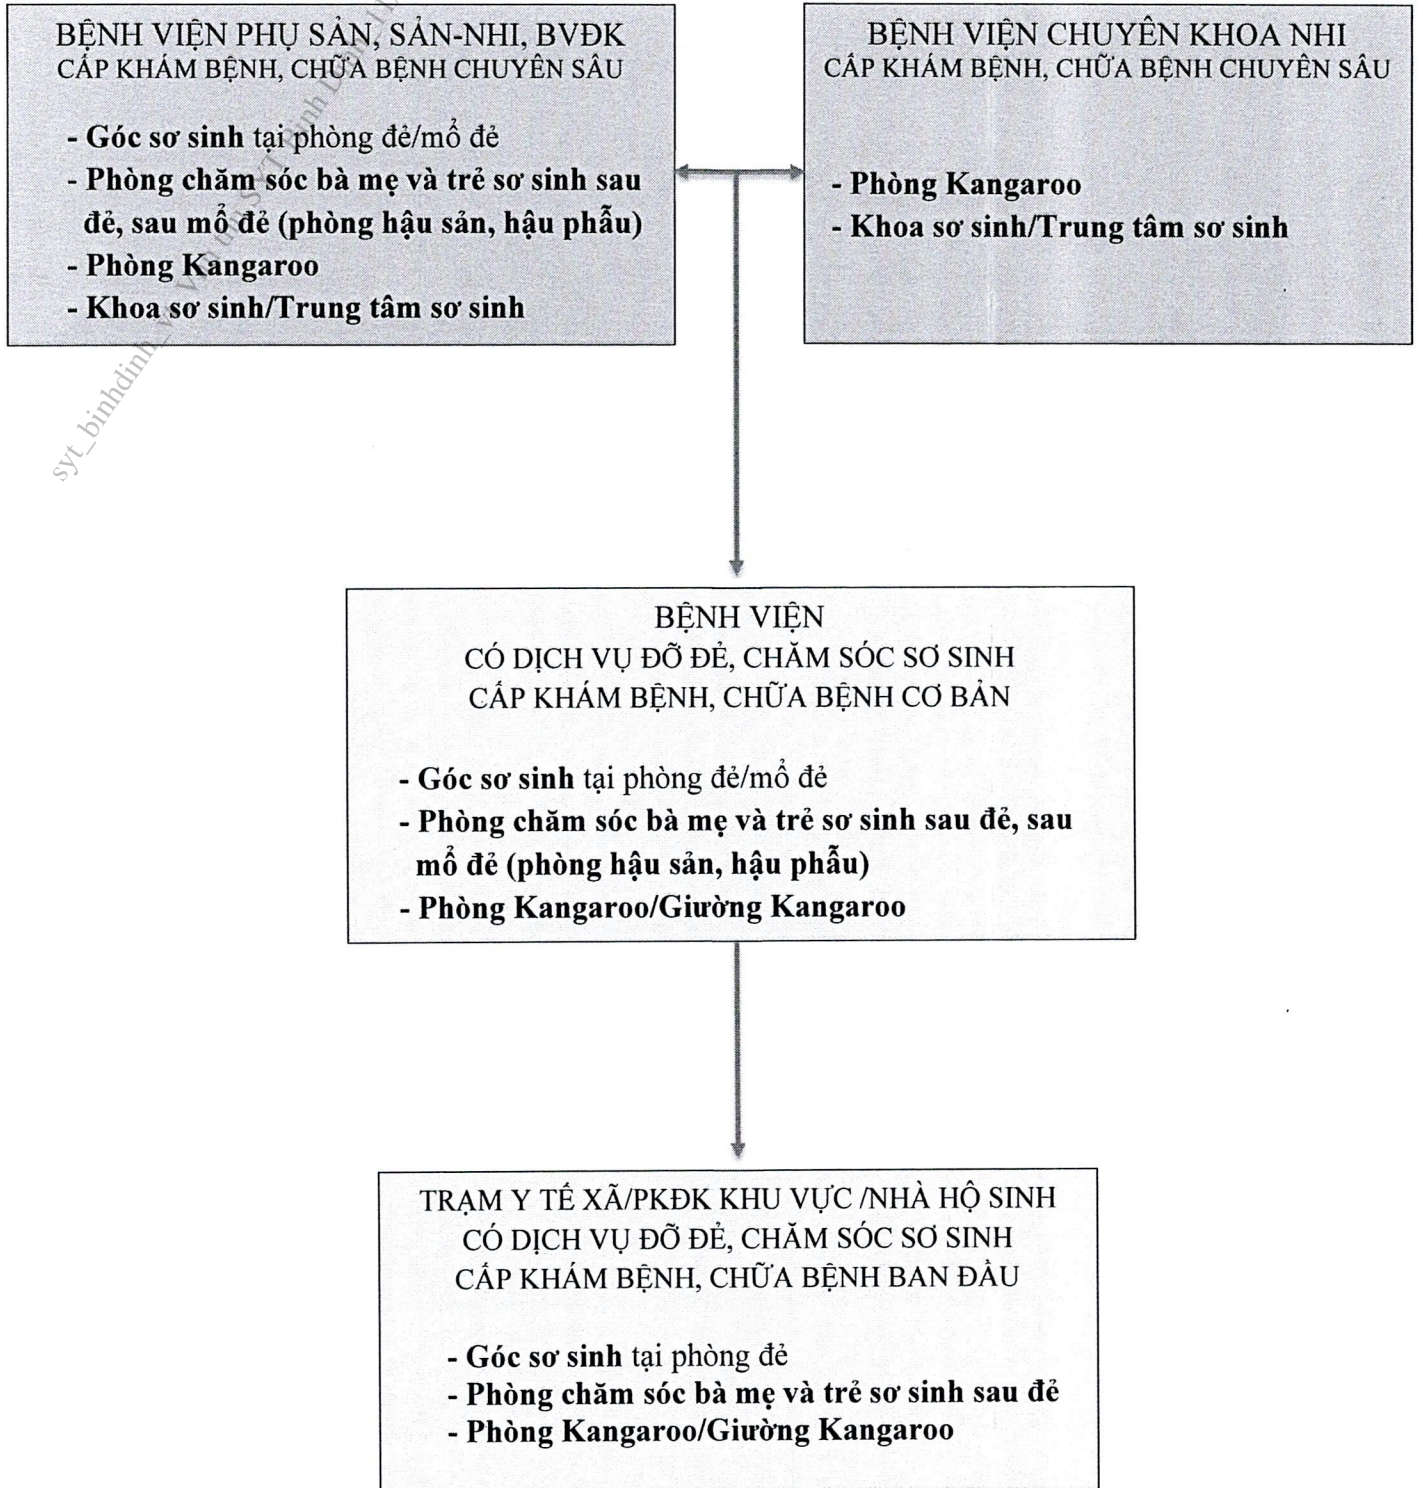 BỆNH VIỆN PHỤ SẢN, SẢN-NHI, BVĐK
CẤP KHÁM BỆNH, CHỮA BỆNH CHUYÊN SÂU
- Góc sơ sinh tại phòng đẻ/mổ đẻ
- Phòng chăm sóc bà mẹ và trẻ sơ sinh sau
đẻ, sau mổ đẻ (phòng hậu sản, hậu phẫu)
- Phòng Kangaroo
- Khoa sơ sinh/Trung tâm sơ sinh
BỆNH VIỆN CHUYÊN KHOA NHI
CẤP KHÁM BỆNH, CHỮA BỆNH CHUYÊN SÂU
- Phòng Kangaroo
- Khoa sơ sinh/Trung tâm sơ sinh
syt_binhdinh
BỆNH VIỆN
CÓ DỊCH VỤ ĐỠ ĐẺ, CHĂM SÓC SƠ SINH
CẤP KHÁM BỆNH, CHỮA BỆNH CƠ BẢN
- Góc sơ sinh tại phòng đẻ/mổ đẻ
- Phòng chăm sóc bà mẹ và trẻ sơ sinh sau đẻ, sau
mổ đẻ (phòng hậu sản, hậu phẫu)
- Phòng Kangaroo/Giường Kangaroo
TRẠM Y TẾ XÃ/PKĐK KHU VỰC /NHÀ HỘ SINH
CÓ DỊCH VỤ ĐỠ ĐẺ, CHĂM SÓC SƠ SINH
CẤP KHÁM BỆNH, CHỮA BỆNH BAN ĐẦU
- Góc sơ sinh tại phòng đẻ
- Phòng chăm sóc bà mẹ và trẻ sơ sinh sau đẻ
- Phòng Kangaroo/Giường Kangaroo